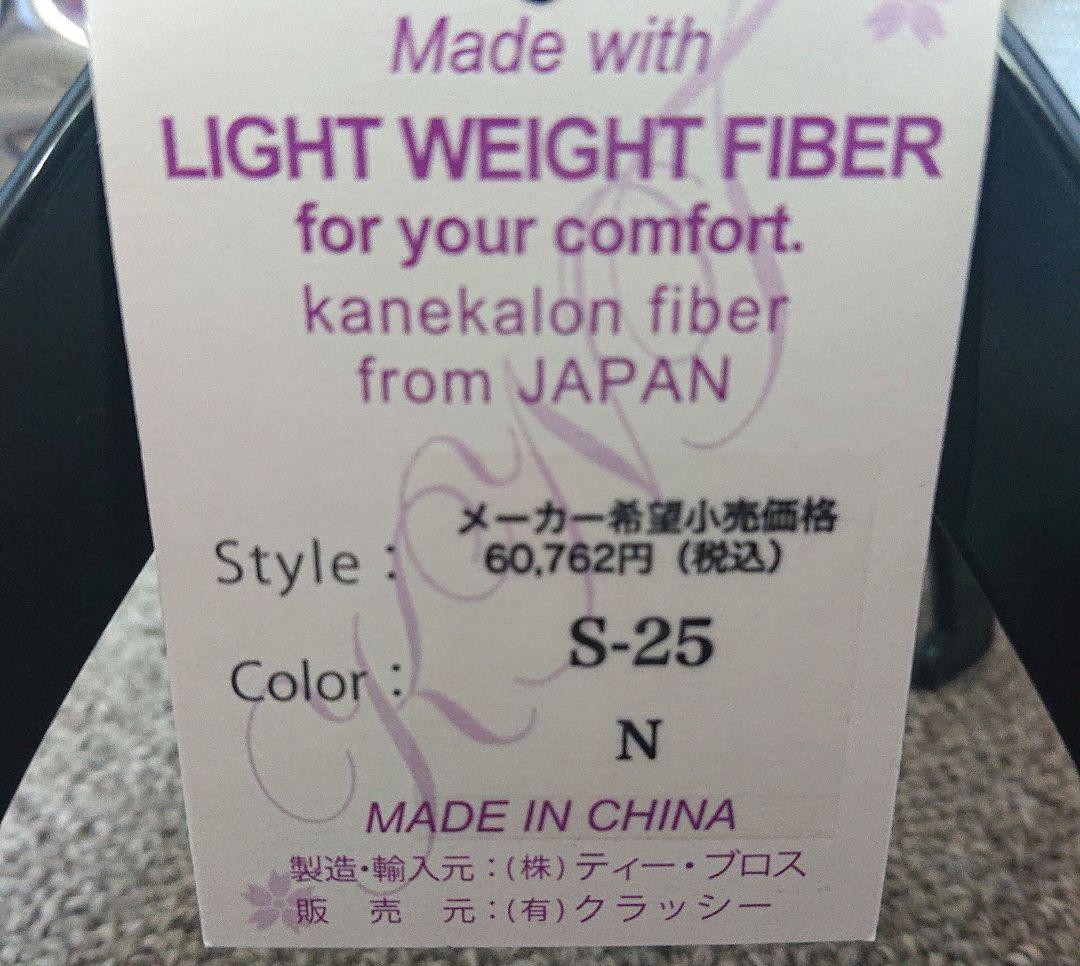 Made with
LIGHT WEIGHT FIBER
for your comfort.
kanekalon fiber
from JAPAN
メーカー希望小売価格
Style : 60,762円（税込）
S-25
Color :
N
MADE IN CHINA
製造・輸入元：(株)ティー・ブロス
販 売 元：(有)クラッシー